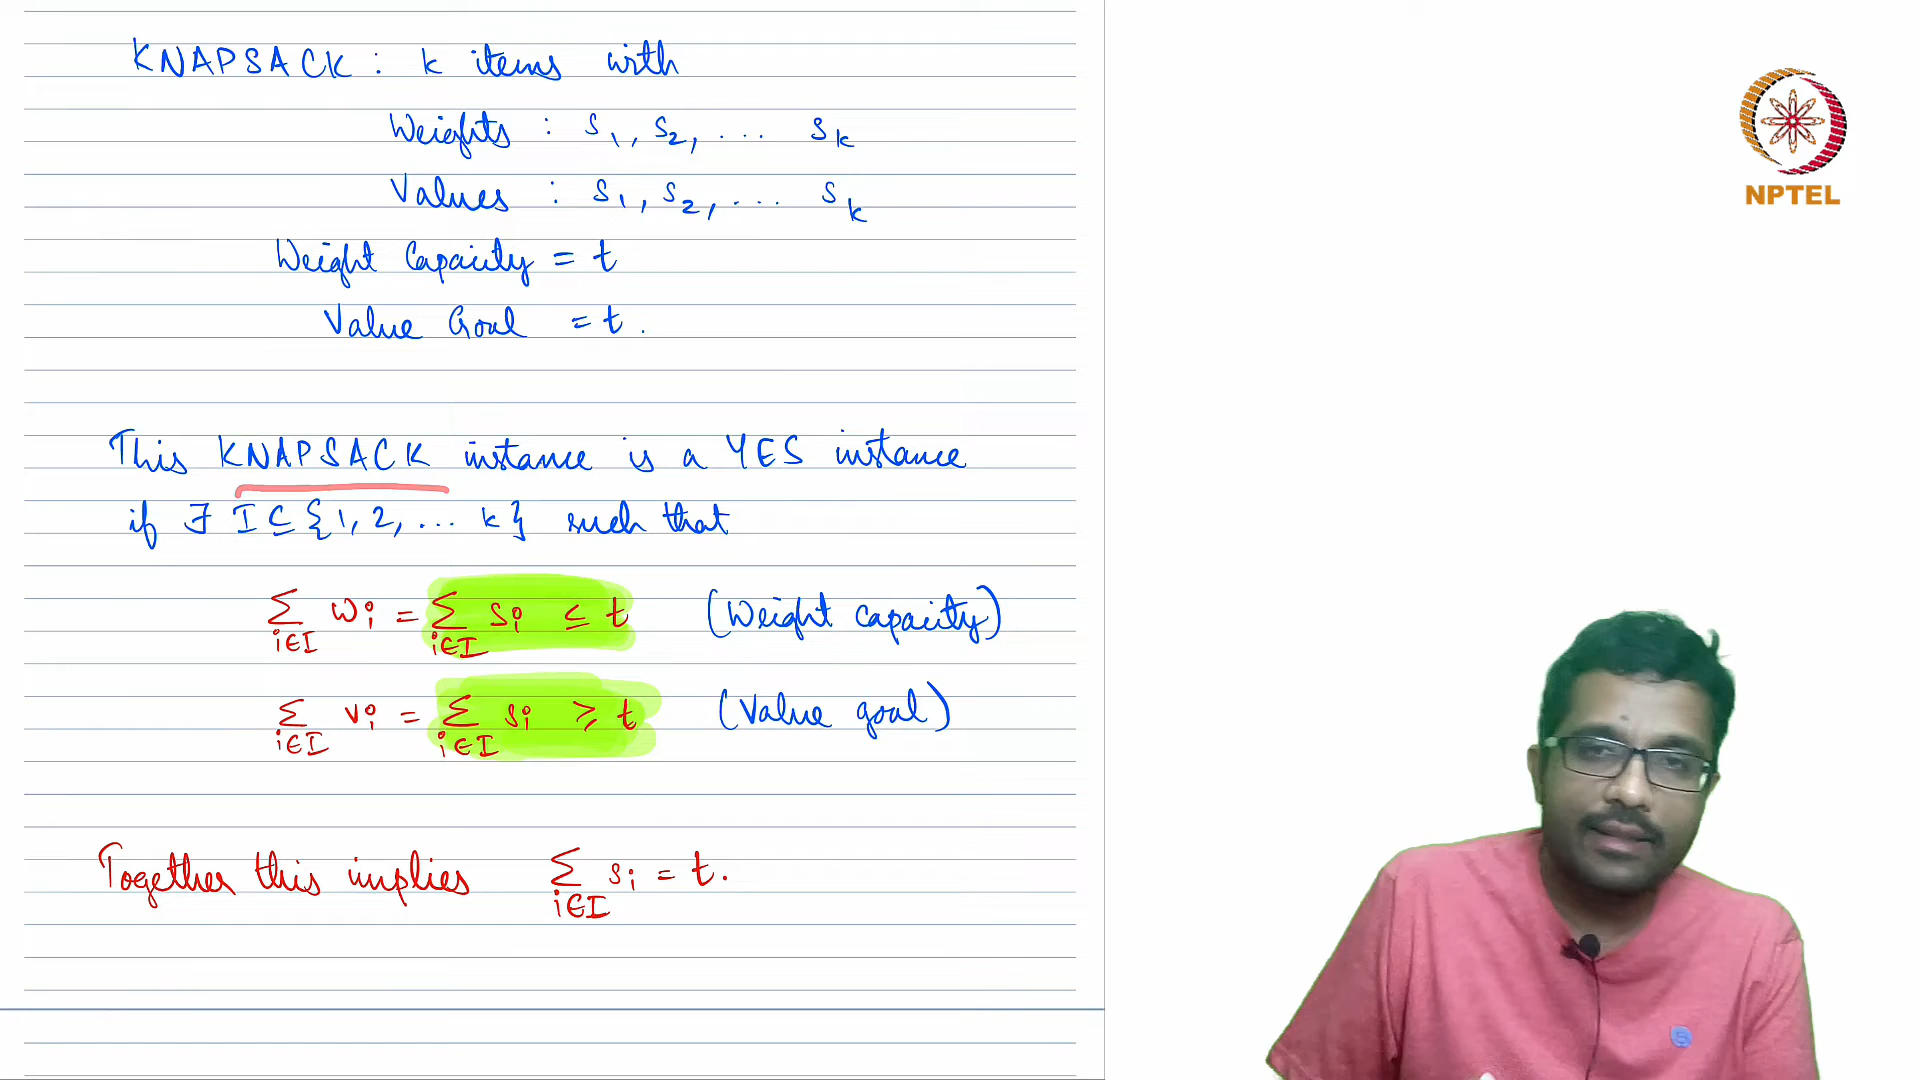 KNAPSACK : k items with
Weights : s1, s2, ... sk
Values : s1, s2, ... sk
Weight Capacity = t
Value Goal = t.
This KNAPSACK instance is a YES instance
if ∃ I ⊆ {1, 2, ... k} such that
∑i∈I wi = ∑i∈I si ≤ t (Weight capacity)
∑i∈I vi = ∑i∈I si ≥ t (Value goal)
Together this implies ∑i∈I si = t.
NPTEL